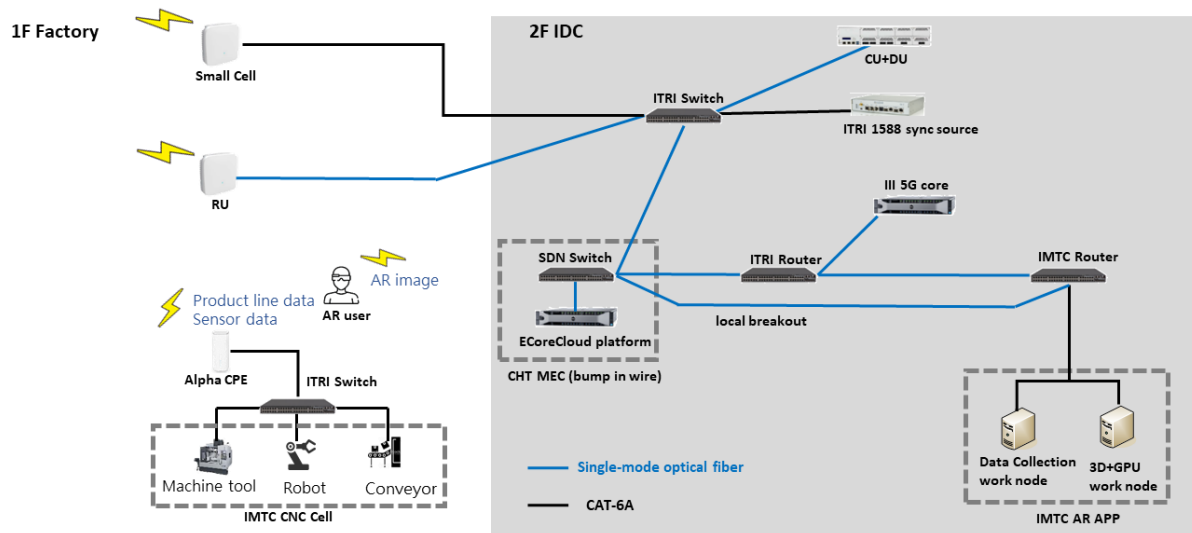 1F Factory
2F IDC
Small Cell
CU+DU
ITRI Switch
ITRI 1588 sync source
RU
III 5G core
SDN Switch
ITRI Router
IMTC Router
AR image
Product line data
Sensor data
AR user
local breakout
ECoreCloud platform
CHT MEC (bump in wire)
Alpha CPE
ITRI Switch
Machine tool
Robot
Conveyor
IMTC CNC Cell
Single-mode optical fiber
CAT-6A
Data Collection
work node
3D+GPU
work node
IMTC AR APP